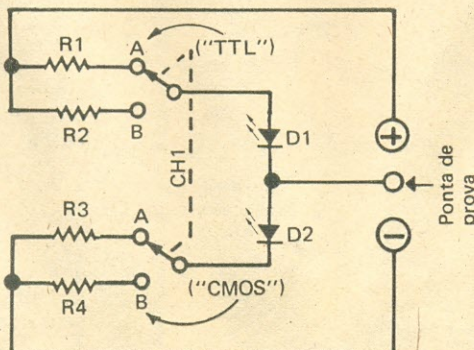 R1
A
("TTL")
R2
B
D1
+
CH1
Ponta de
prova
R3
A
D2
−
R4
B
("CMOS")